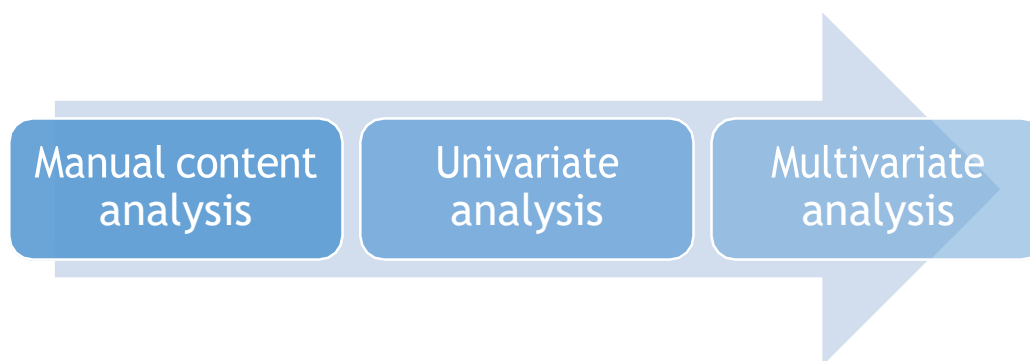 Manual content
analysis
Univariate
analysis
Multivariate
analysis